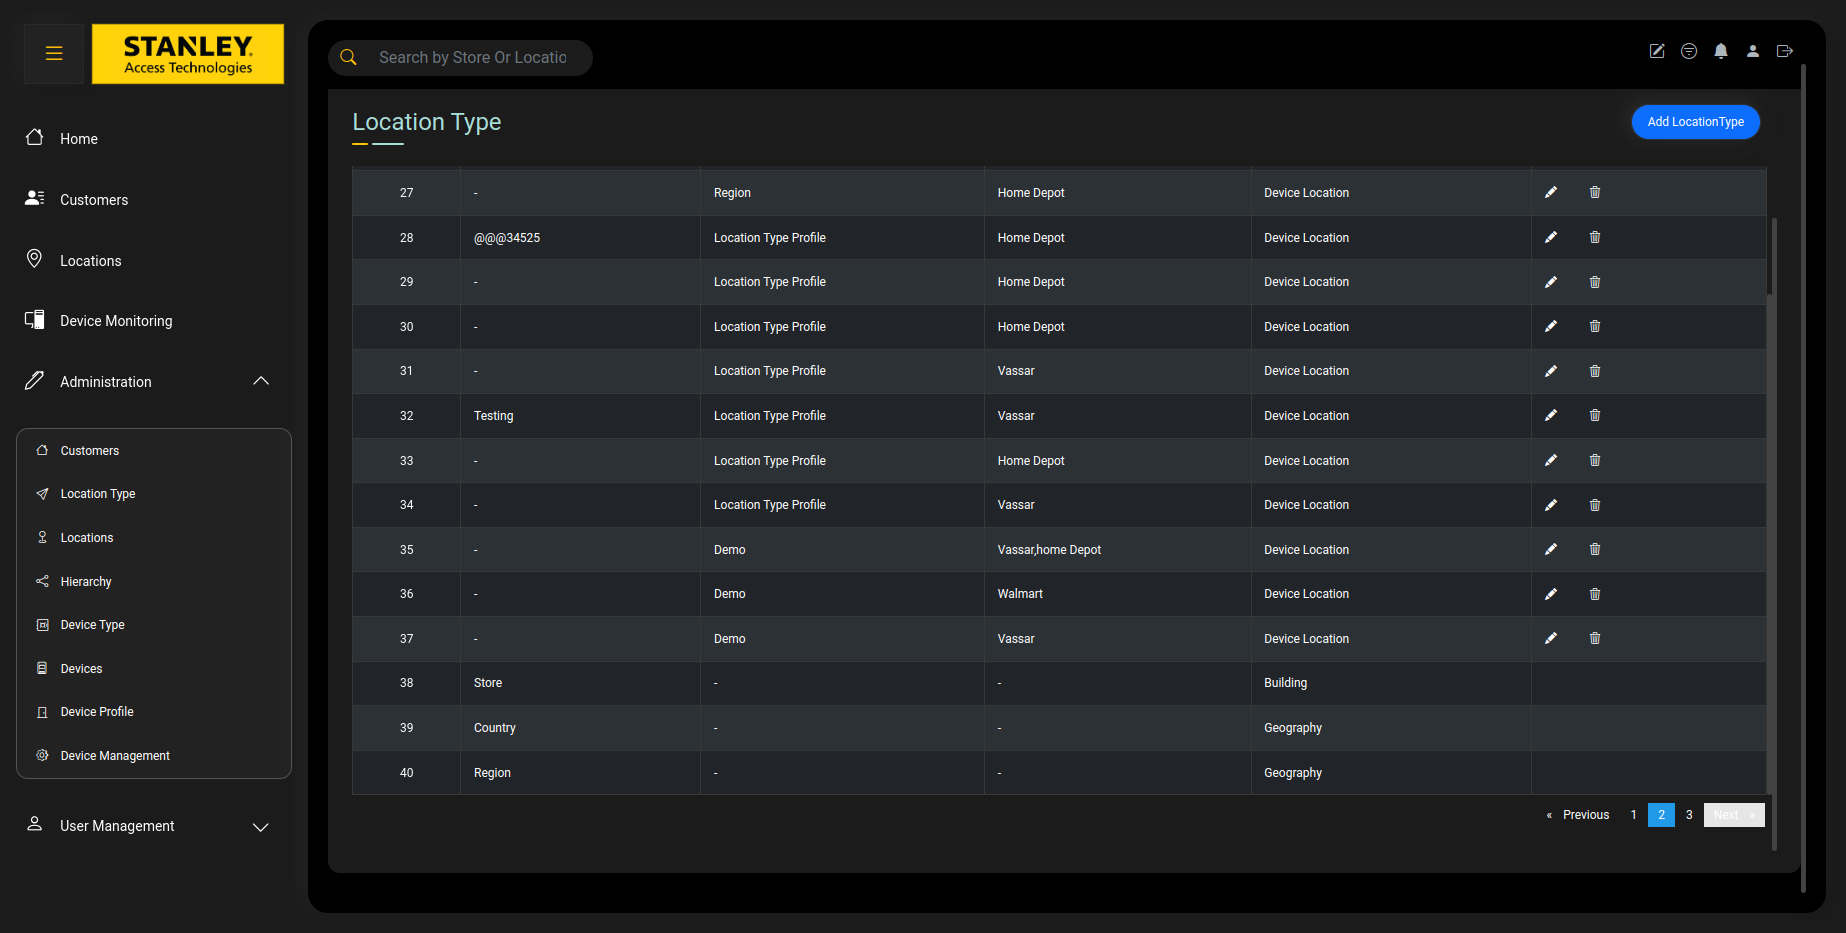 STANLEY.
Access Technologies
Search by Store Or Locatio
Home
Customers
Locations
Device Monitoring
Administration
Customers
Location Type
Locations
Hierarchy
Device Type
Devices
Device Profile
Device Management
User Management
Location Type
Add LocationType
27 - Region Home Depot Device Location
28 @@@34525 Location Type Profile Home Depot Device Location
29 - Location Type Profile Home Depot Device Location
30 - Location Type Profile Home Depot Device Location
31 - Location Type Profile Vassar Device Location
32 Testing Location Type Profile Vassar Device Location
33 - Location Type Profile Home Depot Device Location
34 - Location Type Profile Vassar Device Location
35 - Demo Vassar,home Depot Device Location
36 - Demo Walmart Device Location
37 - Demo Vassar Device Location
38 Store - - Building
39 Country - - Geography
40 Region - - Geography
« Previous 1 2 3 Next »